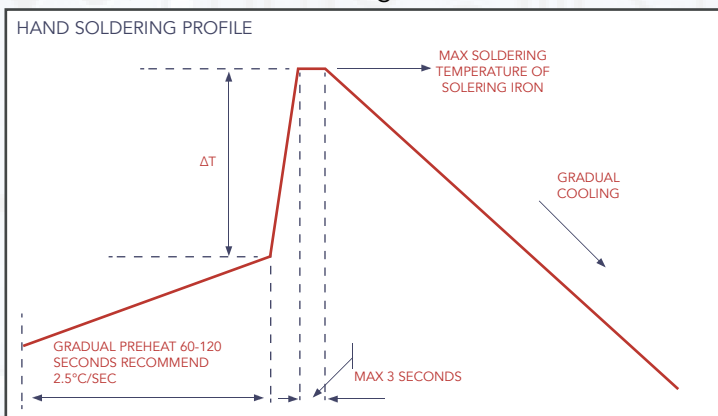 HAND SOLDERING PROFILE
MAX SOLDERING
TEMPERATURE OF
SOLERING IRON
ΔT
GRADUAL
COOLING
GRADUAL PREHEAT 60-120
SECONDS RECOMMEND
2.5°C/SEC
MAX 3 SECONDS